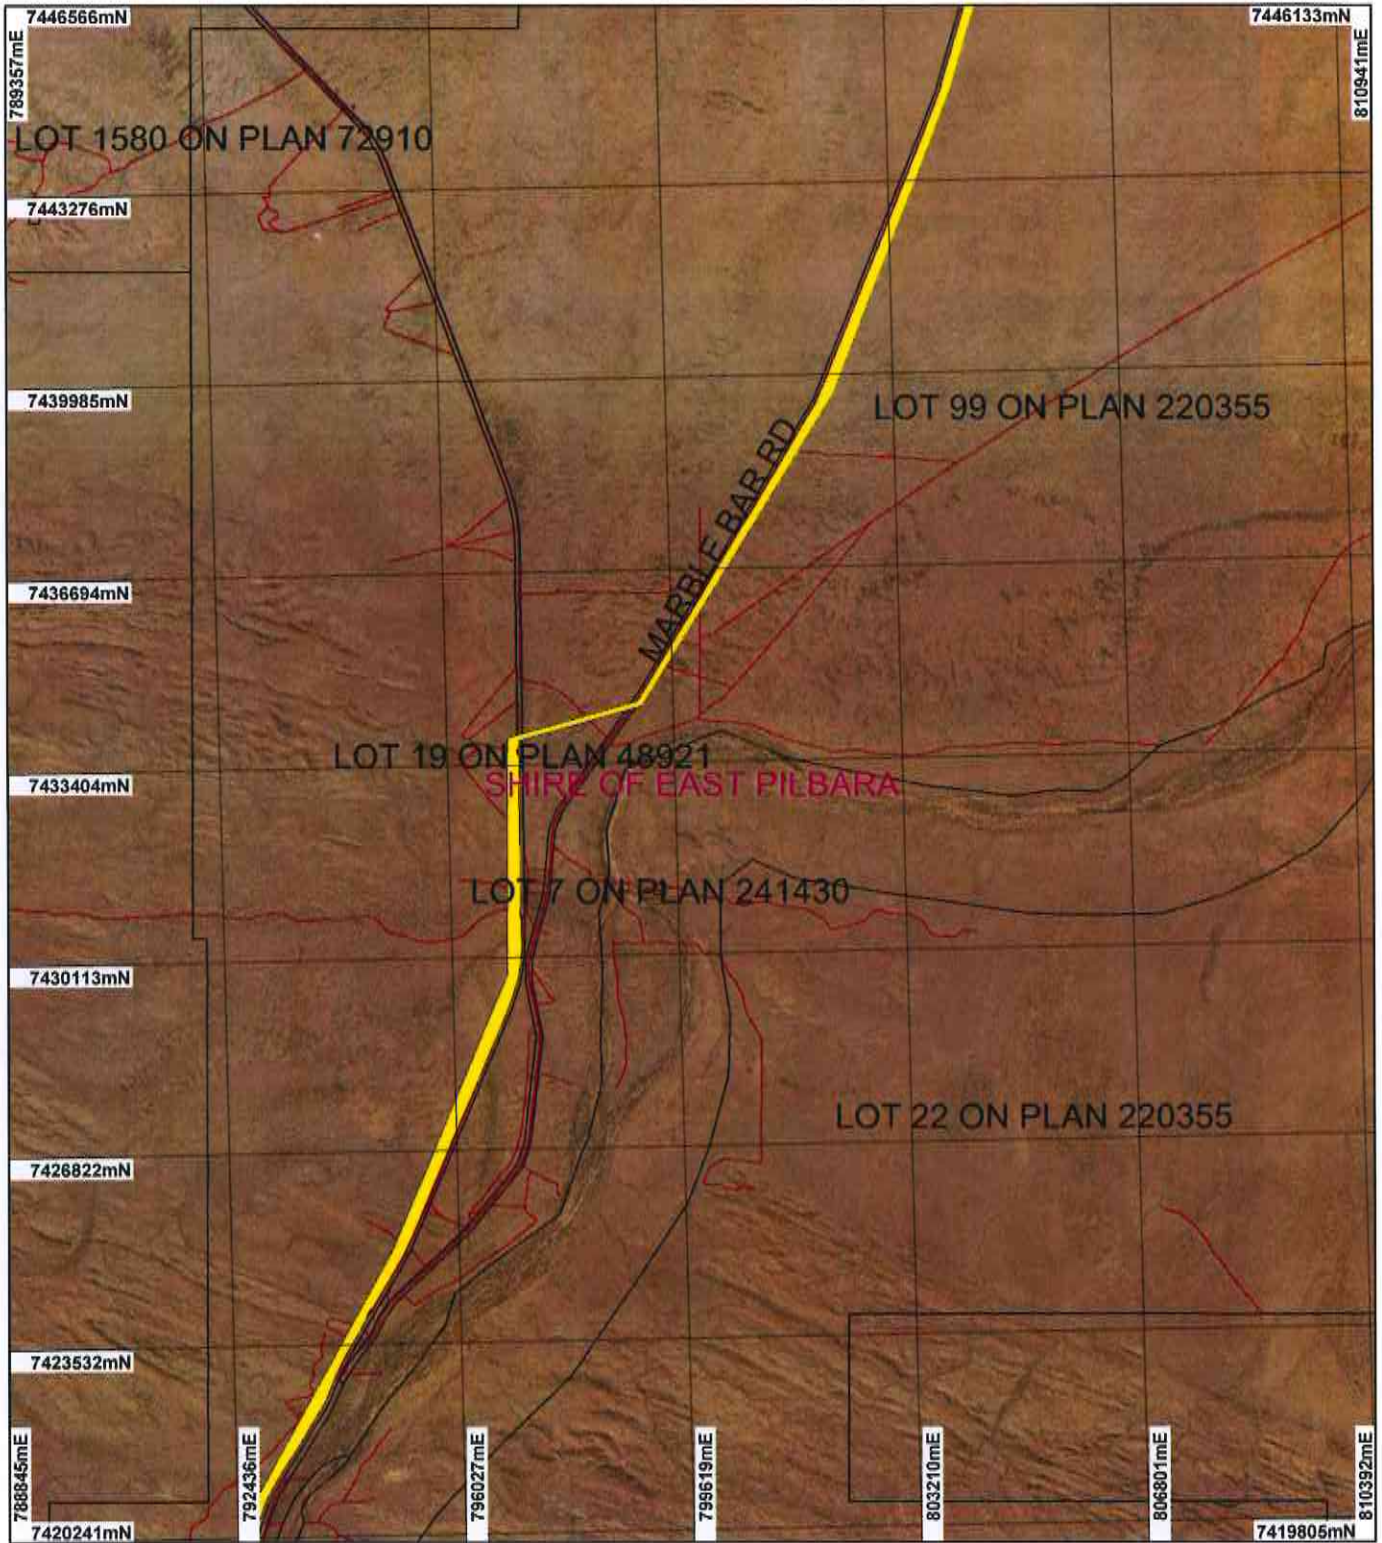 7446566mN
7446133mN
789357mE
810941mE
LOT 1580 ON PLAN 72910
7443276mN
7439985mN
LOT 99 ON PLAN 220355
MARBLE BAR RD
7436694mN
LOT 19 ON PLAN 48921
7433404mN
SHIRE OF EAST PILBARA
LOT 7 ON PLAN 241430
7430113mN
LOT 22 ON PLAN 220355
7426822mN
7423532mN
788845mE
792436mE
796027mE
799619mE
803210mE
806801mE
810392mE
7420241mN
7419805mN